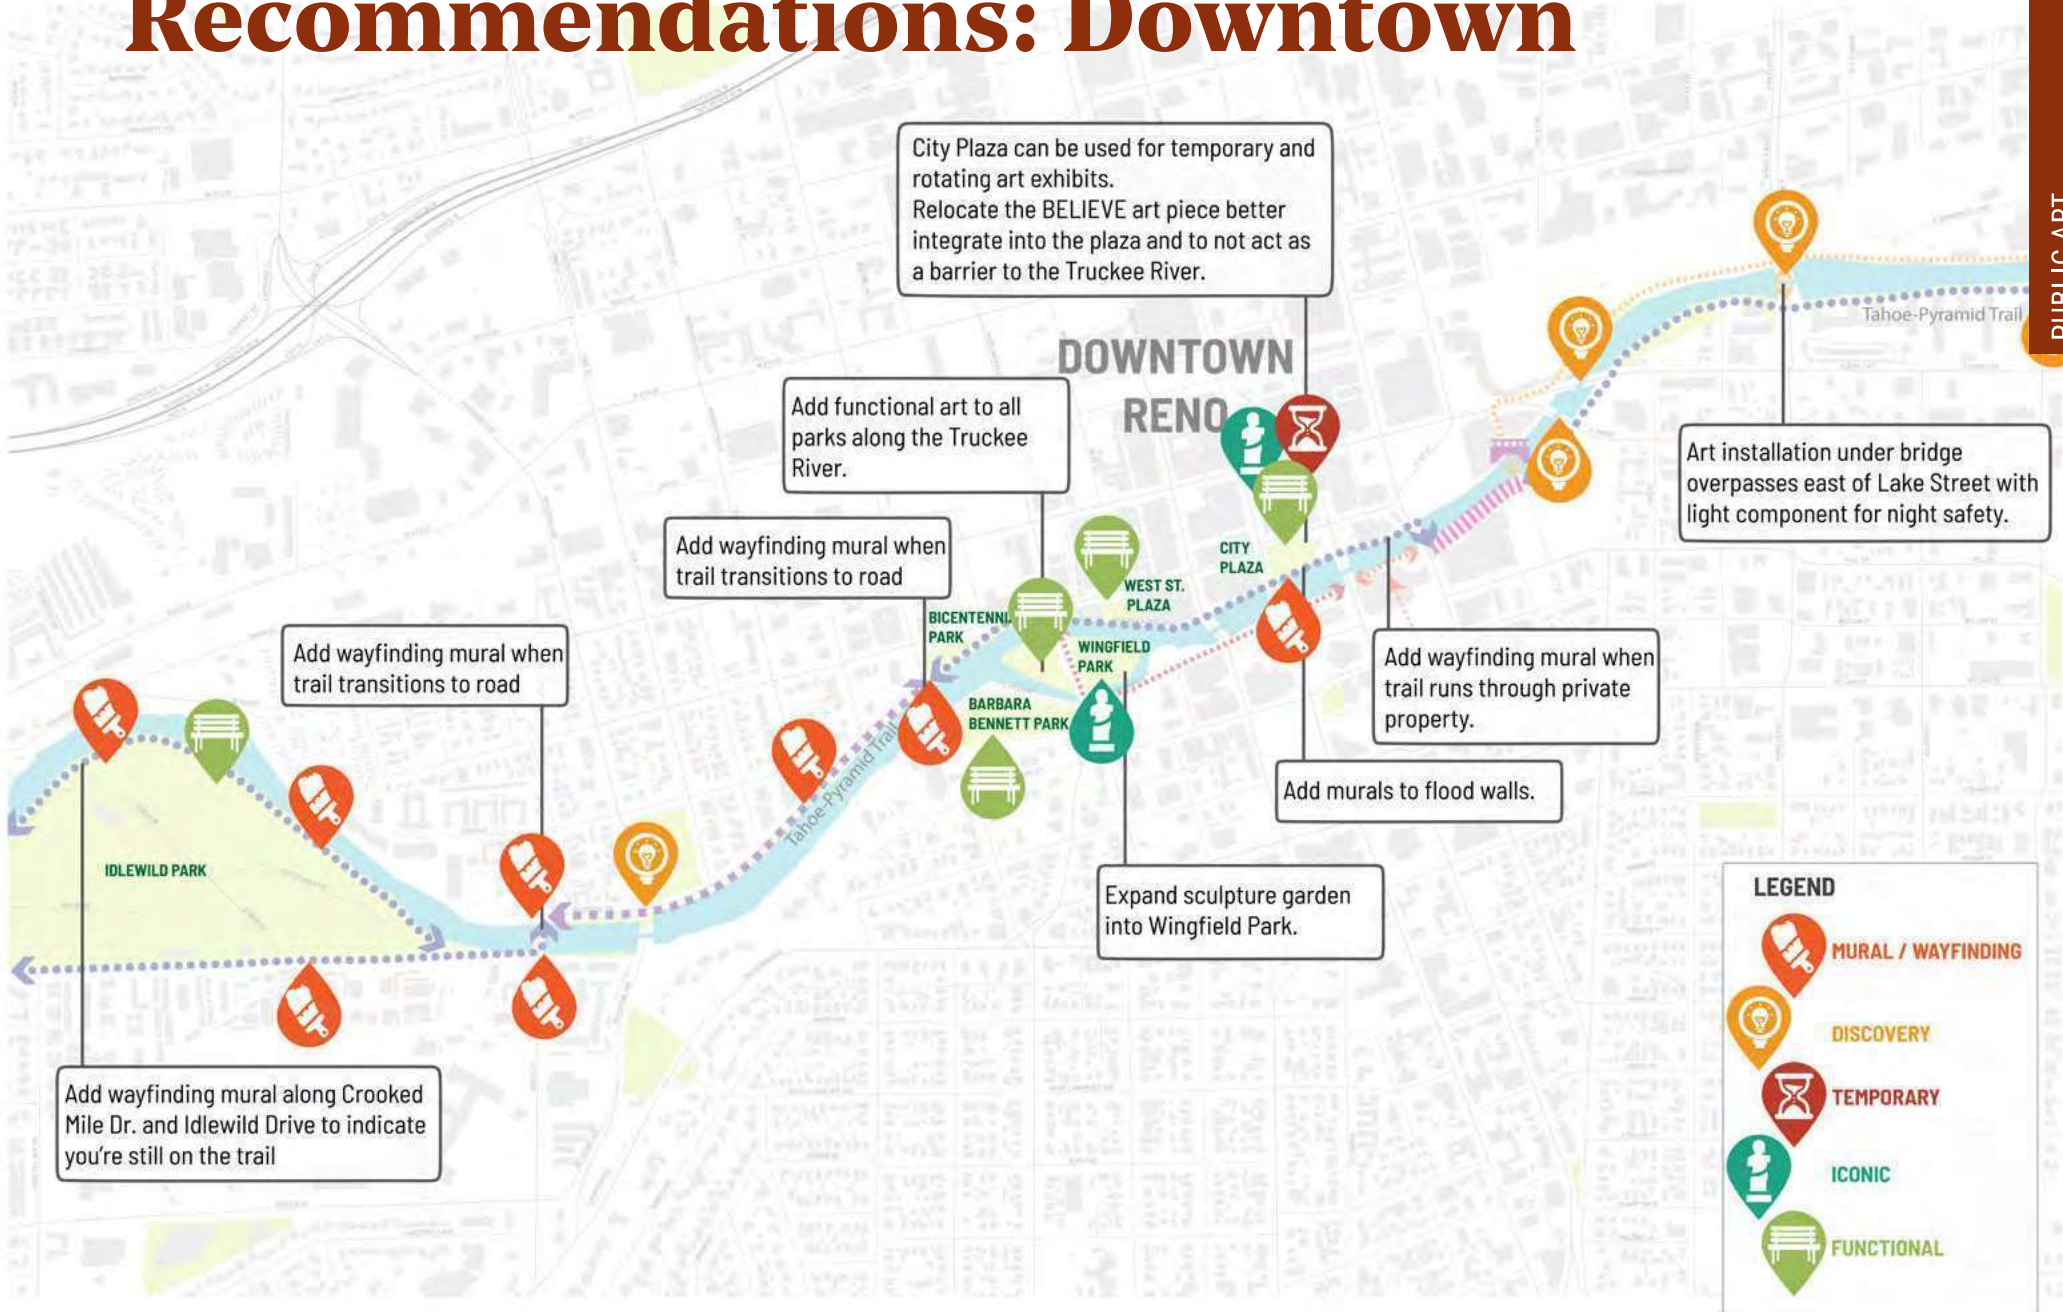 Recommendations: Downtown
PUBLIC ART
City Plaza can be used for temporary and
rotating art exhibits.
Relocate the BELIEVE art piece better
integrate into the plaza and to not act as
a barrier to the Truckee River.
Tahoe-Pyramid Trail
DOWNTOWN
RENO
Add functional art to all
parks along the Truckee
River.
Art installation under bridge
overpasses east of Lake Street with
light component for night safety.
Add wayfinding mural when
trail transitions to road
CITY
PLAZA
WEST ST.
PLAZA
BICENTENNI
PARK
WINGFIELD
PARK
Add wayfinding mural when
trail transitions to road
Add wayfinding mural when
trail runs through private
property.
BARBARA
BENNETT PARK
Tahoe-Pyramid Trail
Add murals to flood walls.
IDLEWILD PARK
Expand sculpture garden
into Wingfield Park.
Add wayfinding mural along Crooked
Mile Dr. and Idlewild Drive to indicate
you're still on the trail
LEGEND
MURAL / WAYFINDING
DISCOVERY
TEMPORARY
ICONIC
FUNCTIONAL